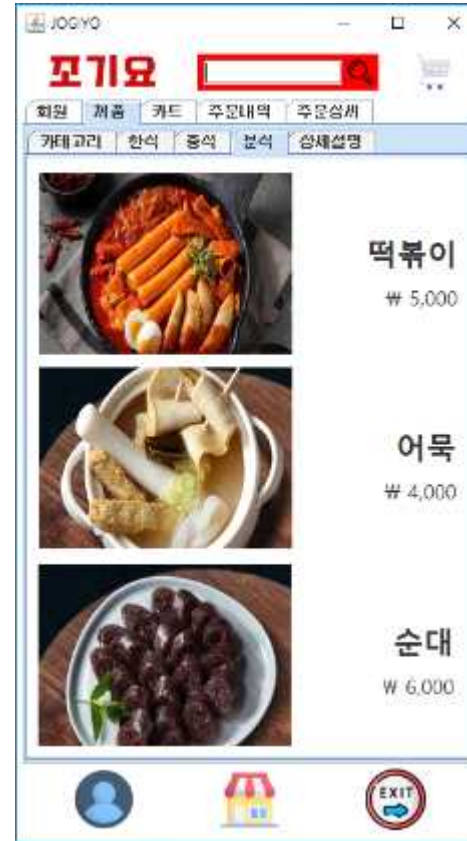 JOGIYO
꼬기요
회원 제품 카트 주문내역 주문상세
카테고리 한식 중식 분식 상세설명
떡볶이
₩ 5,000
어묵
₩ 4,000
순대
₩ 6,000
EXIT